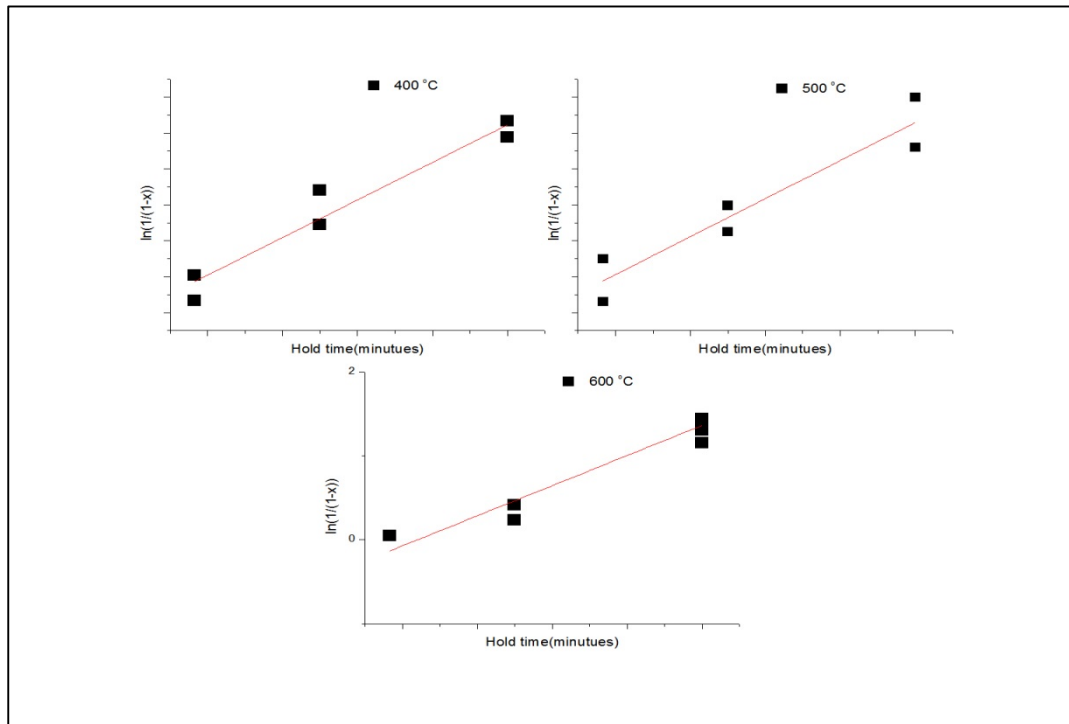 400 °C
ln(1/(1-x))
Hold time(minutues)
500 °C
ln(1/(1-x))
Hold time(minutues)
600 °C
2
1
0
ln(1/(1-x))
Hold time(minutues)